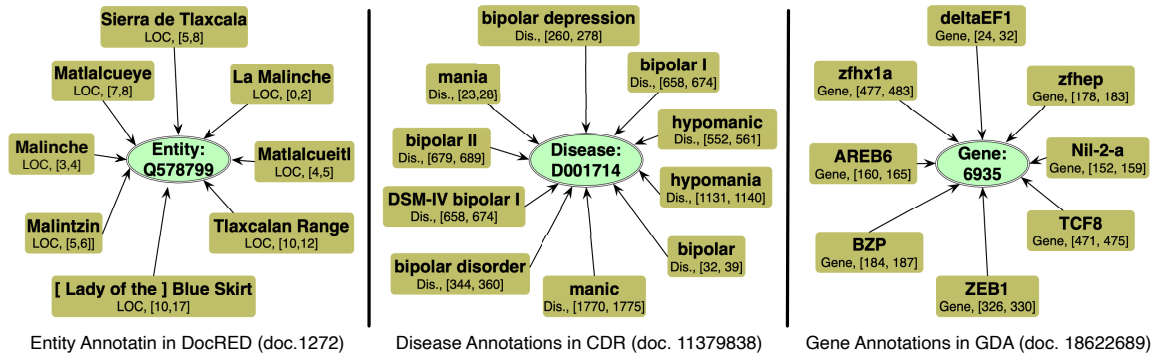 Sierra de Tlaxcala
LOC, [5,8]
Matlalcueye
LOC, [7,8]
La Malinche
LOC, [0,2]
Malinche
LOC, [3,4]
Entity:
Q578799
Matlalcueitl
LOC, [4,5]
Malintzin
LOC, [5,6]]
Tlaxcalan Range
LOC, [10,12]
[ Lady of the ] Blue Skirt
LOC, [10,17]
Entity Annotatin in DocRED (doc.1272)
bipolar depression
Dis., [260, 278]
mania
Dis., [23,28]
bipolar I
Dis., [658, 674]
bipolar II
Dis., [679, 689]
hypomanic
Dis., [552, 561]
Disease:
D001714
DSM-IV bipolar I
Dis., [658, 674]
hypomania
Dis., [1131, 1140]
bipolar disorder
Dis., [344, 360]
bipolar
Dis., [32, 39]
manic
Dis., [1770, 1775]
Disease Annotations in CDR (doc. 11379838)
deltaEF1
Gene, [24, 32]
zfhx1a
Gene, [477, 483]
zfhep
Gene, [178, 183]
AREB6
Gene, [160, 165]
Gene:
6935
Nil-2-a
Gene, [152, 159]
BZP
Gene, [184, 187]
TCF8
Gene, [471, 475]
ZEB1
Gene, [326, 330]
Gene Annotations in GDA (doc. 18622689)